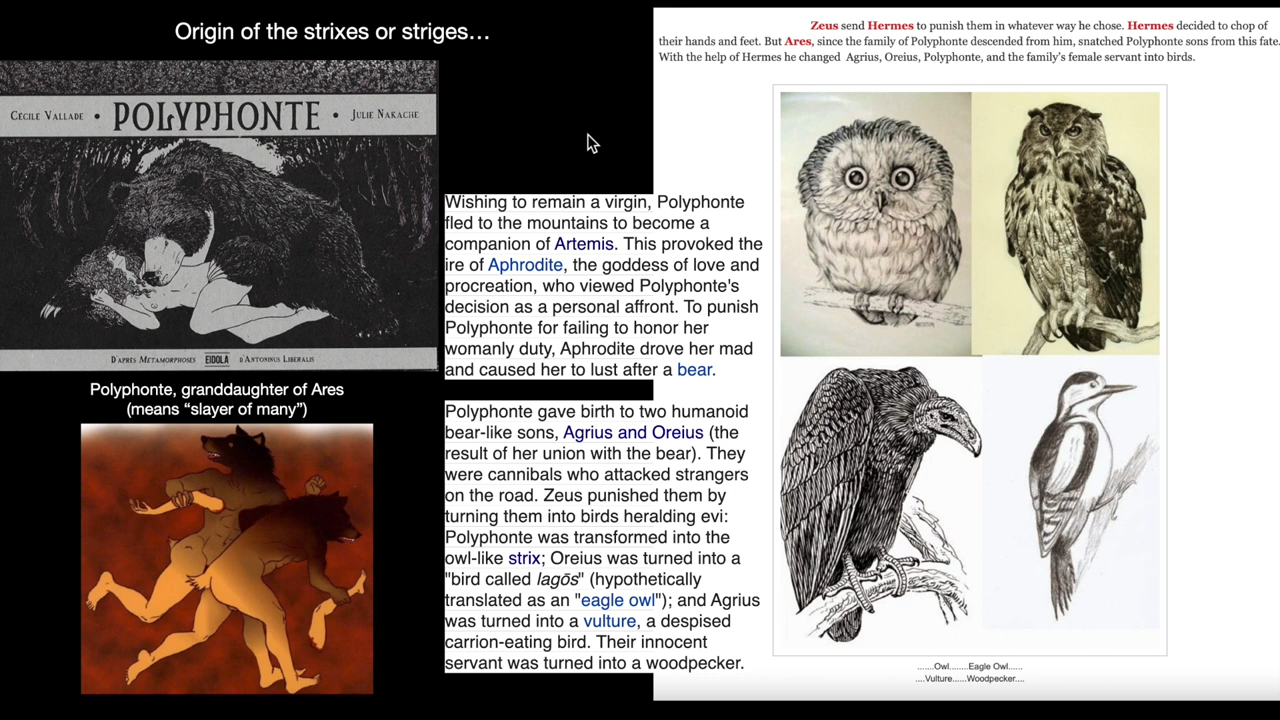 Origin of the strixes or striges…
CÉCILE VALLADE • POLYPHONTE • JULIE NAKACHE
D'APRÈS METAMORPHOSES EIDOLA D'ANTONINUS LIBERALIS
Polyphonte, granddaughter of Ares
(means “slayer of many”)
Wishing to remain a virgin, Polyphonte
fled to the mountains to become a
companion of Artemis. This provoked the
ire of Aphrodite, the goddess of love and
procreation, who viewed Polyphonte's
decision as a personal affront. To punish
Polyphonte for failing to honor her
womanly duty, Aphrodite drove her mad
and caused her to lust after a bear.
Polyphonte gave birth to two humanoid
bear-like sons, Agrius and Oreius (the
result of her union with the bear). They
were cannibals who attacked strangers
on the road. Zeus punished them by
turning them into birds heralding evi:
Polyphonte was transformed into the
owl-like strix; Oreius was turned into a
"bird called lagōs" (hypothetically
translated as an "eagle owl"); and Agrius
was turned into a vulture, a despised
carrion-eating bird. Their innocent
servant was turned into a woodpecker.
Zeus send Hermes to punish them in whatever way he chose. Hermes decided to chop of
their hands and feet. But Ares, since the family of Polyphonte descended from him, snatched Polyphonte sons from this fate.
With the help of Hermes he changed Agrius, Oreius, Polyphonte, and the family's female servant into birds.
.......Owl........Eagle Owl......
....Vulture......Woodpecker....